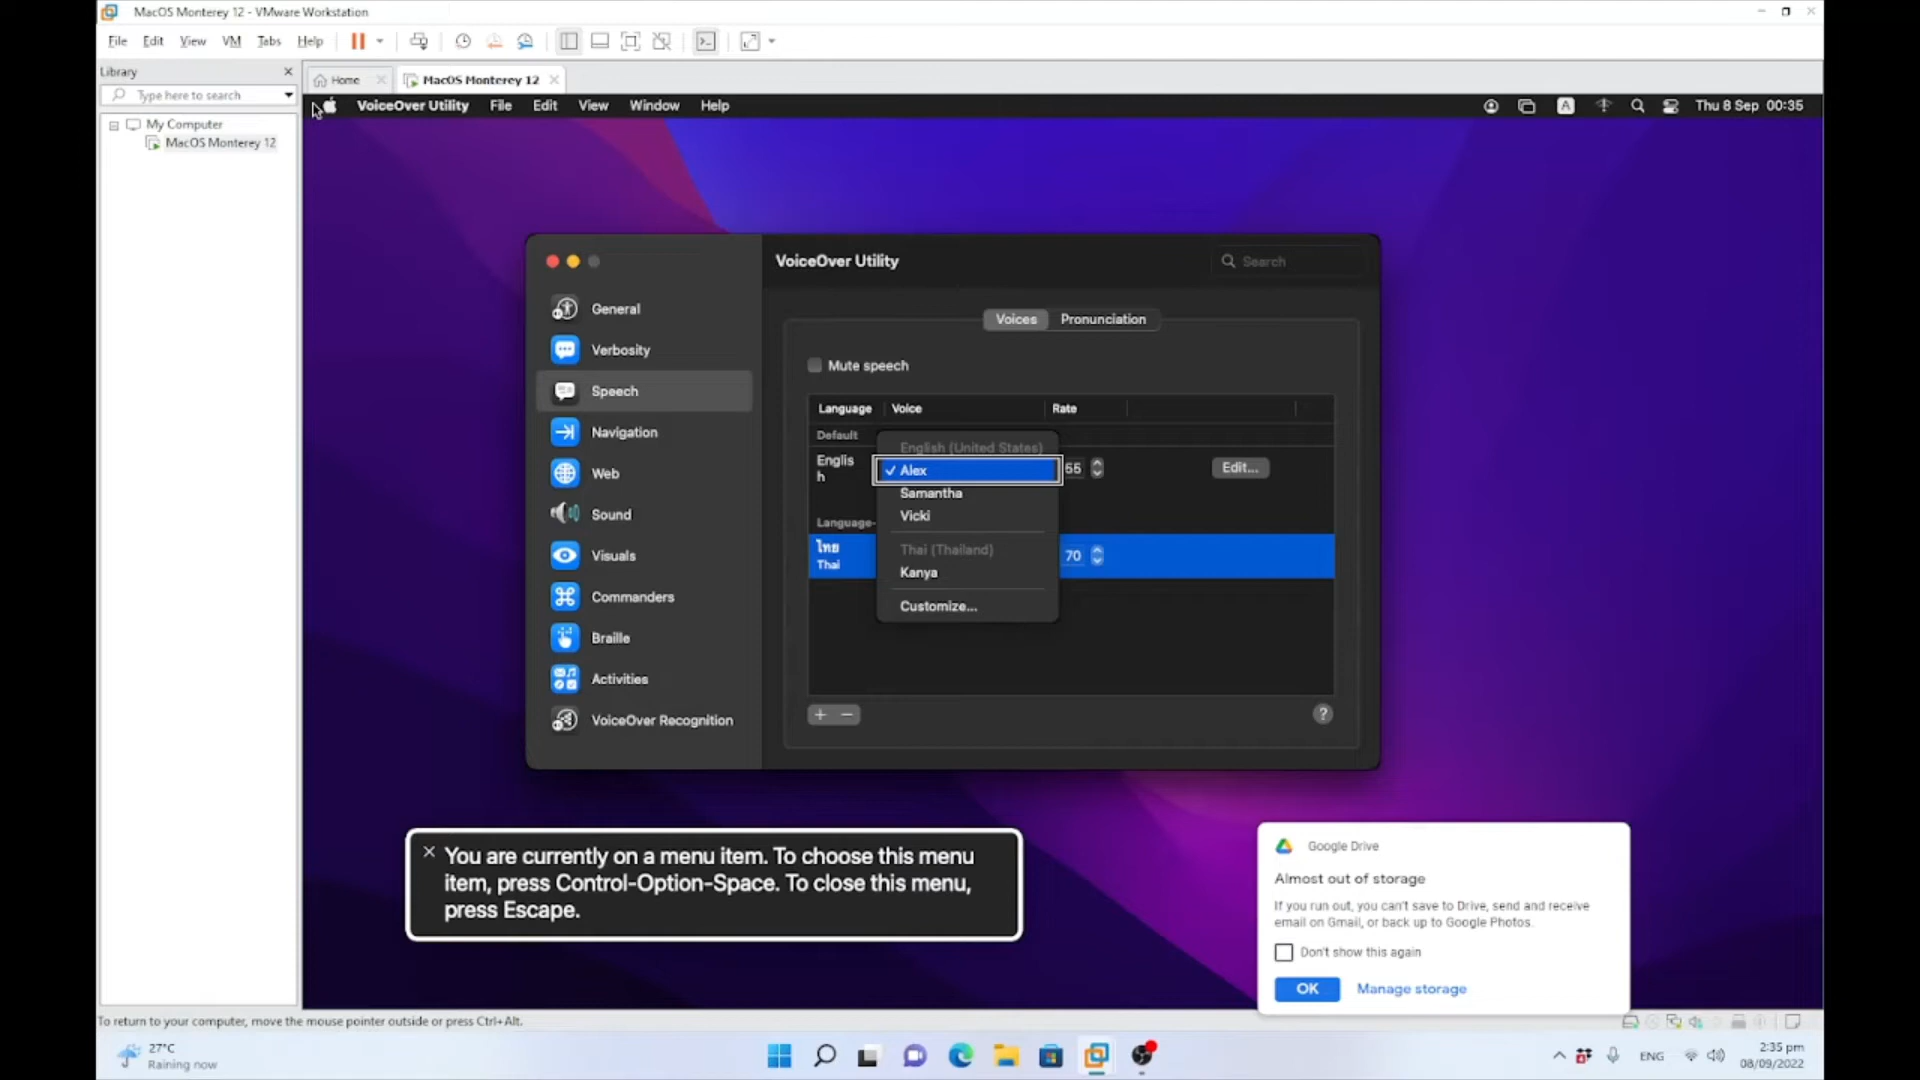 MacOS Monterey 12 - VMware Workstation
File Edit View VM Tabs Help
Library
Home
MacOS Monterey 12
Type here to search
My Computer
MacOS Monterey 12
VoiceOver Utility File Edit View Window Help
A
Thu 8 Sep 00:35
VoiceOver Utility
Search
General
Verbosity
Speech
Navigation
Web
Sound
Visuals
Commanders
Braille
Activities
VoiceOver Recognition
Voices
Pronunciation
Mute speech
Language Voice Rate
Default
Englis
h
55
Edit...
English (United States)
✓ Alex
Samantha
Vicki
Thai (Thailand)
Kanya
Customize...
Language-
ไทย
Thai
70
+ −
?
× You are currently on a menu item. To choose this menu
item, press Control-Option-Space. To close this menu,
press Escape.
Google Drive
Almost out of storage
If you run out, you can't save to Drive, send and receive
email on Gmail, or back up to Google Photos.
Don't show this again
OK
Manage storage
To return to your computer, move the mouse pointer outside or press Ctrl+Alt.
27°C
Raining now
ENG
2:35 pm
08/09/2022